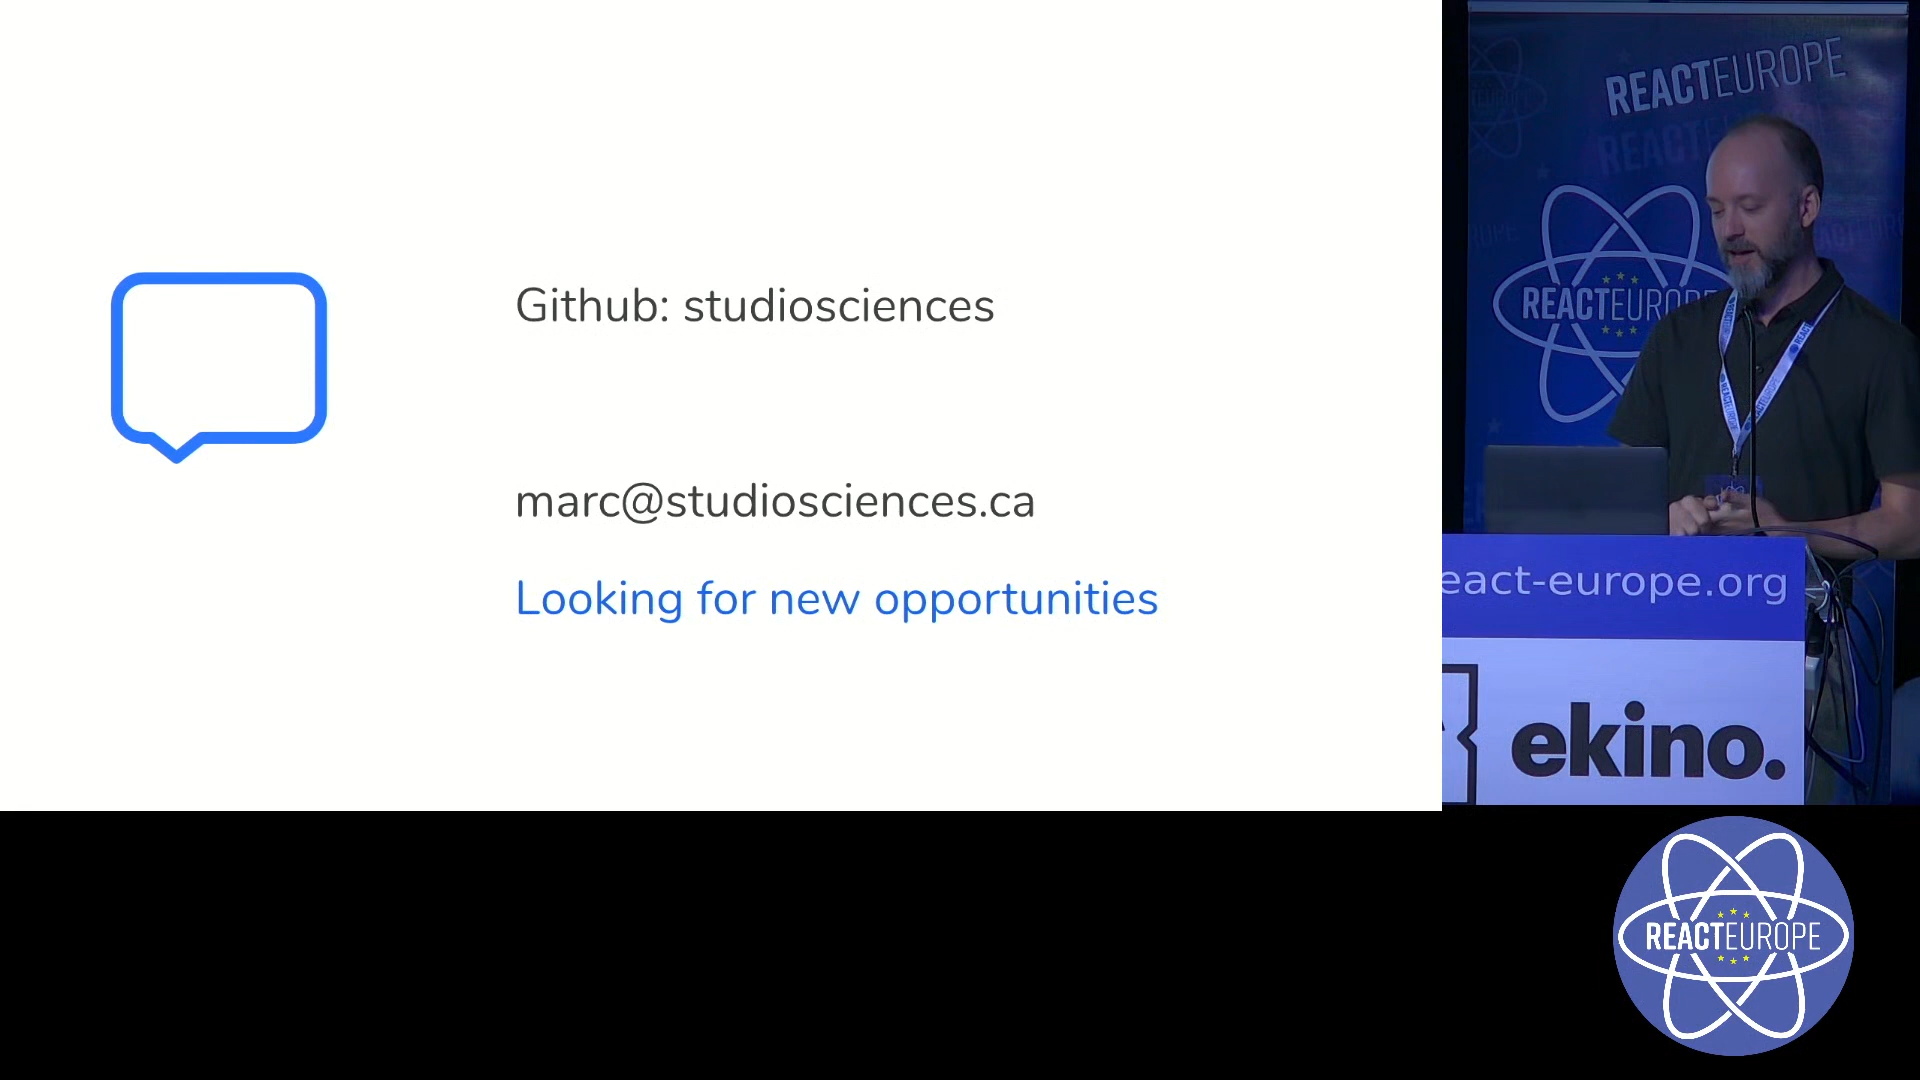 Github: studiosciences
marc@studiosciences.ca
Looking for new opportunities
REACTEUROPE
REACTEUROPE
eact-europe.org
ekino.
REACTEUROPE